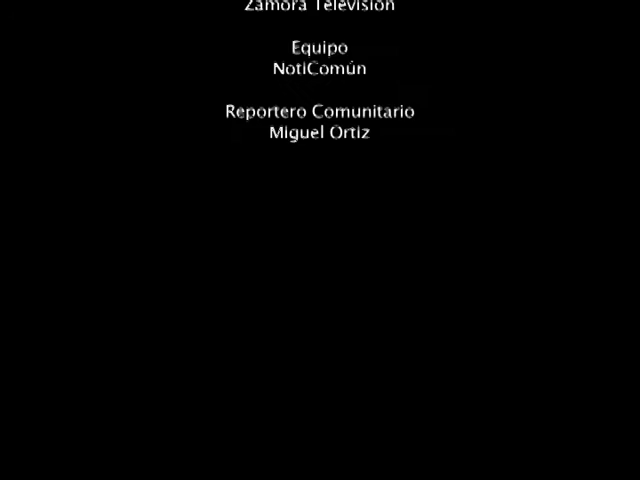 Zamora Televisión
Equipo
NotiComún
Reportero Comunitario
Miguel Ortiz